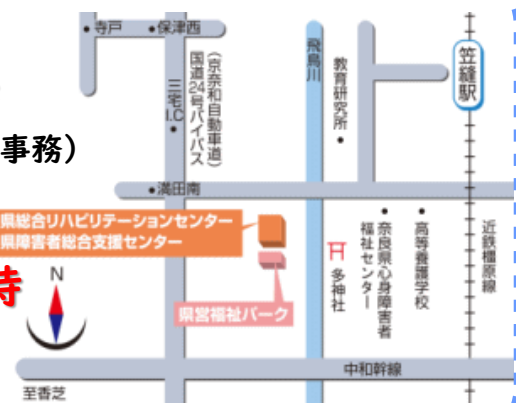 寺戸
保津西
飛鳥川
笠縫駅
(京奈和自動車道)
国道24号バイパス
三宅
I.C
教育研究所
事務)
満田南
県総合リハビリテーションセンター
県障害者総合支援センター
県営福祉パーク
多神社
奈良県心身障害者
福祉センター
高等養護学校
近鉄橿原線
N
時
中和幹線
至香芝